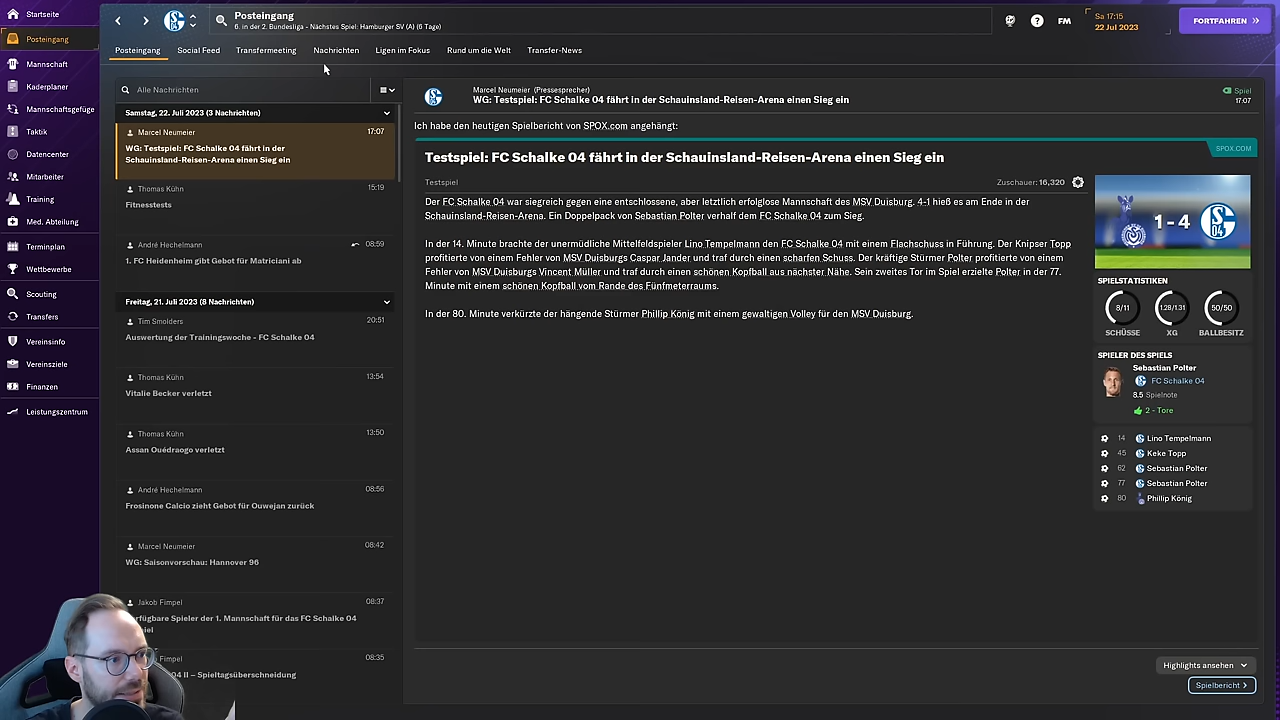 Posteingang
6. in der 2. Bundesliga - Nächstes Spiel: Hamburger SV (A) (6 Tage)
FM
Sa 17:15
22 Jul 2023
FORTFAHREN
Posteingang
Social Feed
Transfermeeting
Nachrichten
Ligen im Fokus
Rund um die Welt
Transfer-News
Startseite
Posteingang
Mannschaft
Kaderplaner
Mannschaftsgefüge
Taktik
Datencenter
Mitarbeiter
Training
Med. Abteilung
Terminplan
Wettbewerbe
Scouting
Transfers
Vereinsinfo
Vereinsziele
Finanzen
Leistungszentrum
Alle Nachrichten
Samstag, 22. Juli 2023 (3 Nachrichten)
Marcel Neumeier
17:07
WG: Testspiel: FC Schalke 04 fährt in der
Schauinsland-Reisen-Arena einen Sieg ein
Thomas Kühn
15:19
Fitnesstests
André Hechelmann
08:59
1. FC Heidenheim gibt Gebot für Matriciani ab
Freitag, 21. Juli 2023 (8 Nachrichten)
Tim Smolders
20:51
Auswertung der Trainingswoche - FC Schalke 04
Thomas Kühn
13:54
Vitalie Becker verletzt
Thomas Kühn
13:50
Assan Ouédraogo verletzt
André Hechelmann
08:56
Frosinone Calcio zieht Gebot für Ouwejan zurück
Marcel Neumeier
08:42
WG: Saisonvorschau: Hannover 96
Jakob Fimpel
08:37
rfügbare Spieler der 1. Mannschaft für das FC Schalke 04
iel
Fimpel
08:35
04 II – Spieltagsüberschneidung
Marcel Neumeier (Pressesprecher)
WG: Testspiel: FC Schalke 04 fährt in der Schauinsland-Reisen-Arena einen Sieg ein
Spiel
17:07
Ich habe den heutigen Spielbericht von SPOX.com angehängt:
SPOX.COM
Testspiel: FC Schalke 04 fährt in der Schauinsland-Reisen-Arena einen Sieg ein
Testspiel
Zuschauer: 16,320
Der FC Schalke 04 war siegreich gegen eine entschlossene, aber letztlich erfolglose Mannschaft des MSV Duisburg. 4-1 hieß es am Ende in der
Schauinsland-Reisen-Arena. Ein Doppelpack von Sebastian Polter verhalf dem FC Schalke 04 zum Sieg.
In der 14. Minute brachte der unermüdliche Mittelfeldspieler Lino Tempelmann den FC Schalke 04 mit einem Flachschuss in Führung. Der Knipser Topp
profitierte von einem Fehler von MSV Duisburgs Caspar Jander und traf durch einen scharfen Schuss. Der kräftige Stürmer Polter profitierte von einem
Fehler von MSV Duisburgs Vincent Müller und traf durch einen schönen Kopfball aus nächster Nähe. Sein zweites Tor im Spiel erzielte Polter in der 77.
Minute mit einem schönen Kopfball vom Rande des Fünfmeterraums.
In der 80. Minute verkürzte der hängende Stürmer Phillip König mit einem gewaltigen Volley für den MSV Duisburg.
1 - 4
SPIELSTATISTIKEN
8/11
1.28/1.31
50/50
SCHÜSSE
XG
BALLBESITZ
SPIELER DES SPIELS
Sebastian Polter
FC Schalke 04
8.5 Spielnote
2 - Tore
14 Lino Tempelmann
45 Keke Topp
62 Sebastian Polter
77 Sebastian Polter
80 Phillip König
Highlights ansehen
Spielbericht